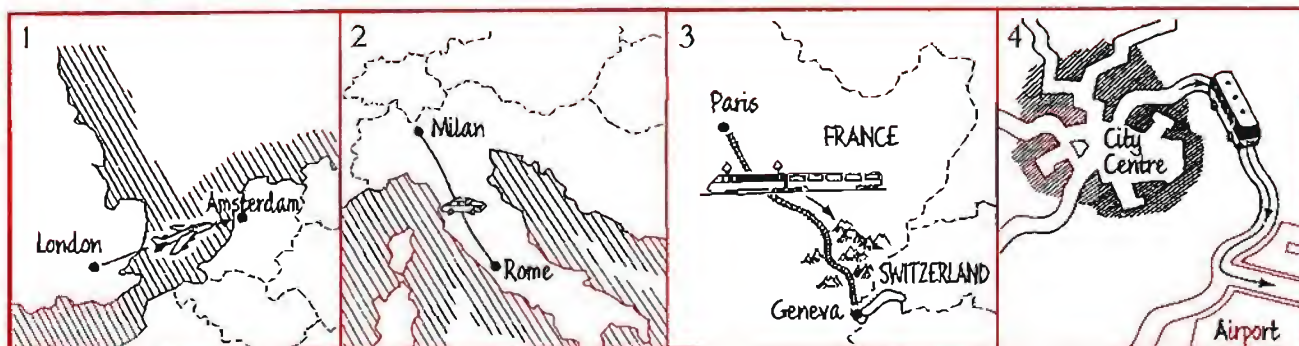 1
London
Amsterdam
2
Milan
Rome
3
Paris
FRANCE
SWITZERLAND
Geneva
4
City
Centre
Airport